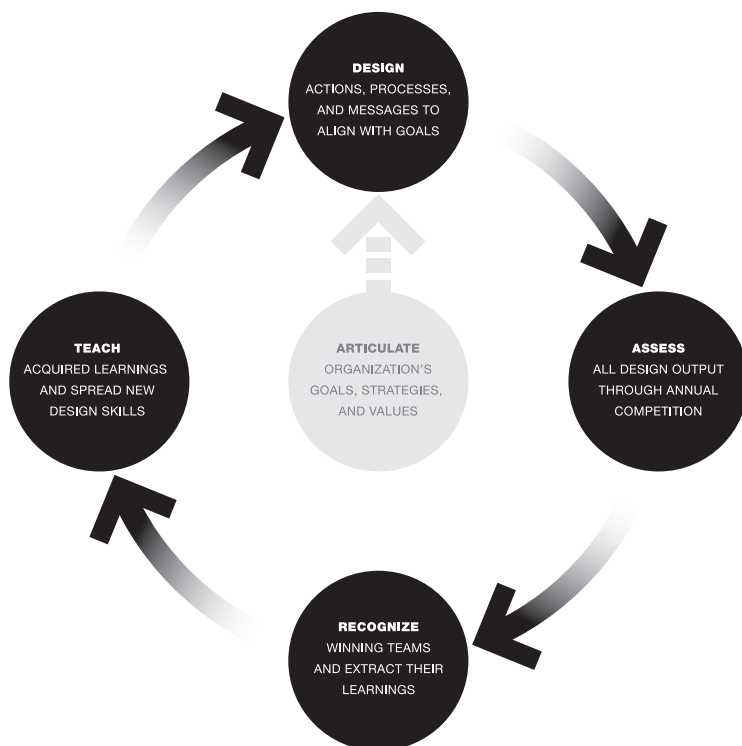 DESIGN
ACTIONS, PROCESSES,
AND MESSAGES TO
ALIGN WITH GOALS
TEACH
ACQUIRED LEARNINGS
AND SPREAD NEW
DESIGN SKILLS
ARTICULATE
ORGANIZATION’S
GOALS, STRATEGIES,
AND VALUES
ASSESS
ALL DESIGN OUTPUT
THROUGH ANNUAL
COMPETITION
RECOGNIZE
WINNING TEAMS
AND EXTRACT THEIR
LEARNINGS